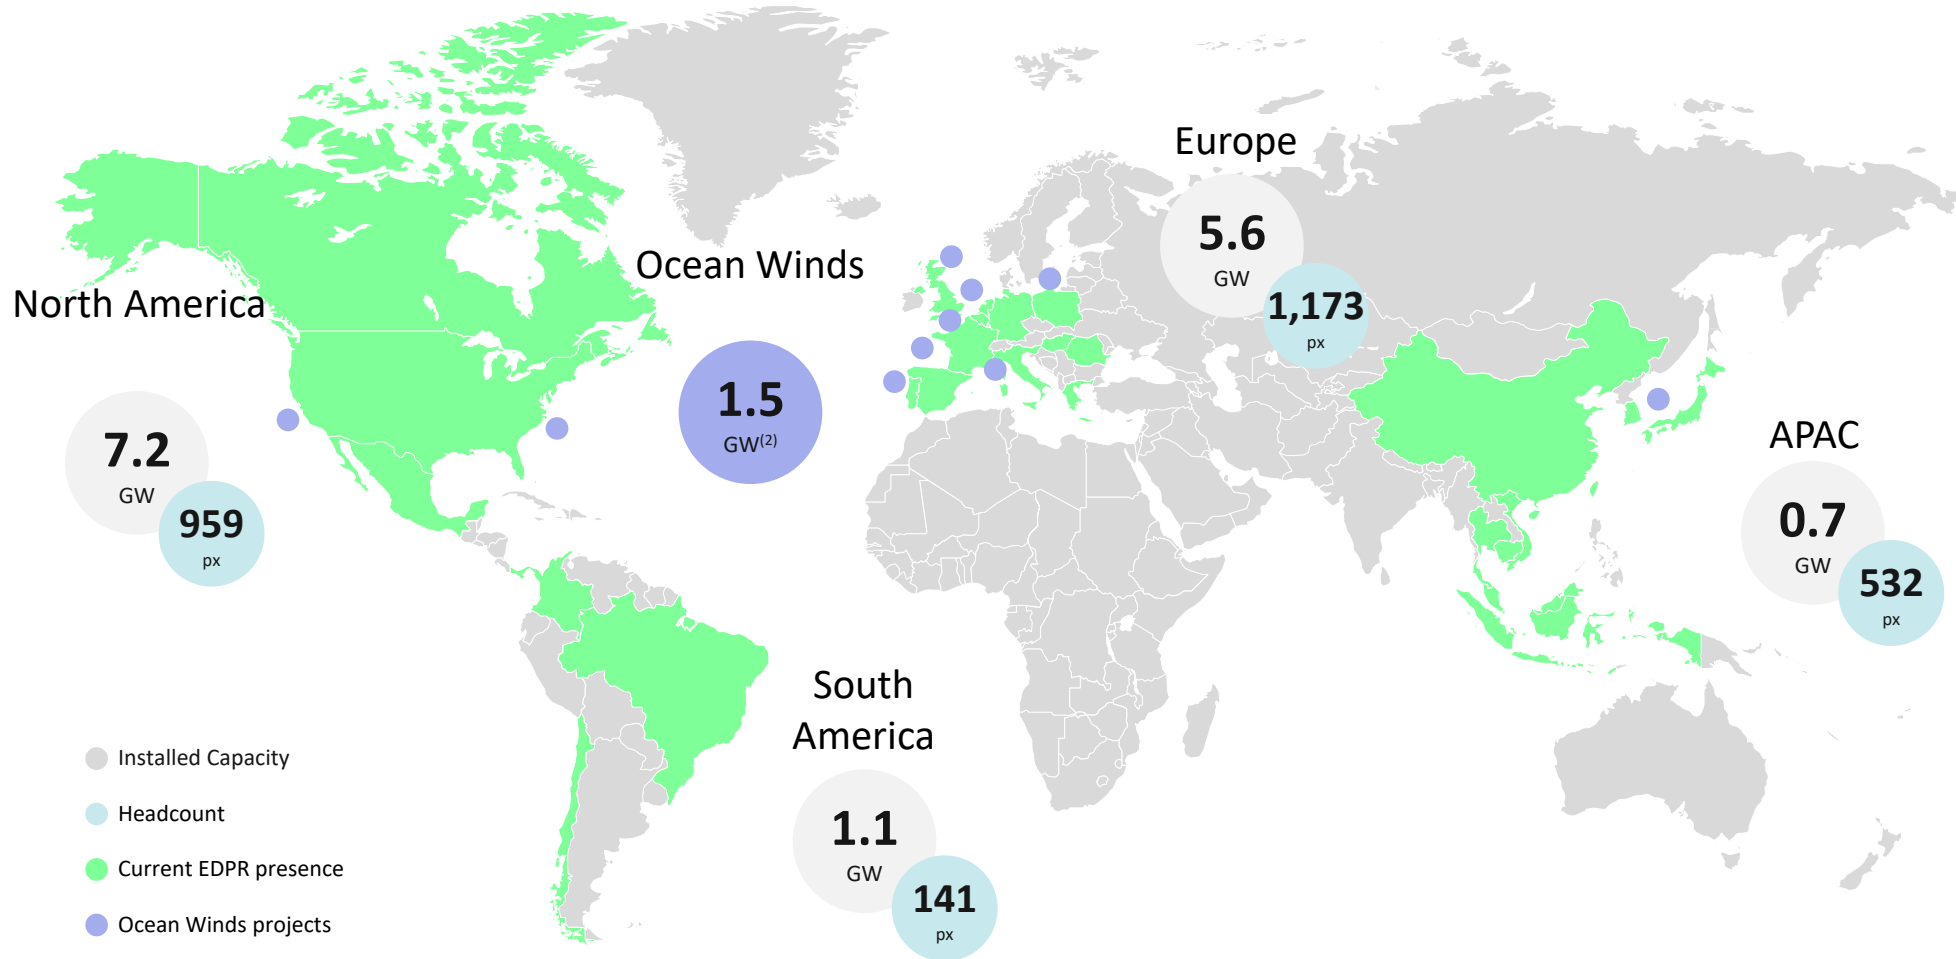 Europe
5.6
GW
1,173
px
Ocean Winds
1.5
GW(2)
North America
7.2
GW
959
px
APAC
0.7
GW
532
px
South
America
1.1
GW
141
px
Installed Capacity
Headcount
Current EDPR presence
Ocean Winds projects